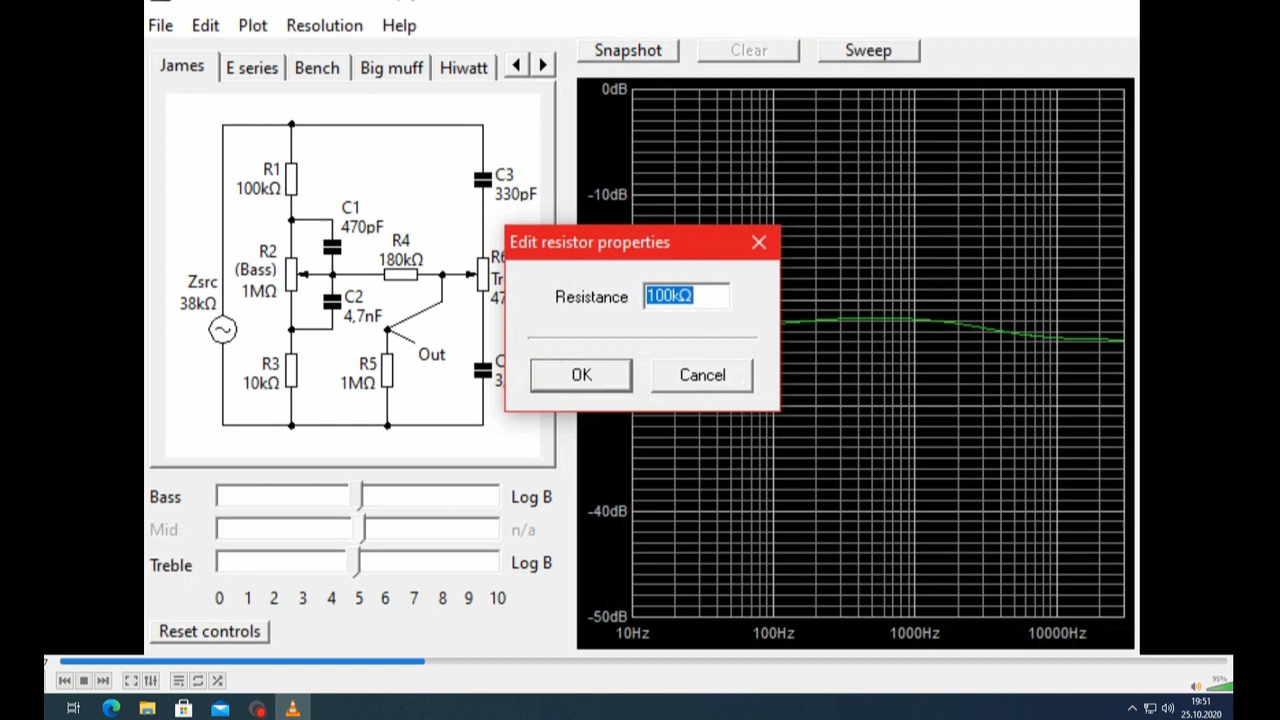 File Edit Plot Resolution Help
James E series Bench Big muff Hiwatt
Snapshot Clear Sweep
R1
100kΩ
C1
470pF
R2
(Bass)
1MΩ
R4
180kΩ
C3
330pF
R6
Zsrc
38kΩ
C2
4,7nF
Out
R3
10kΩ
R5
1MΩ
Edit resistor properties
Resistance 100kΩ
OK Cancel
0dB
-10dB
-40dB
-50dB
10Hz 100Hz 1000Hz 10000Hz
Bass Log B
Mid n/a
Treble Log B
0 1 2 3 4 5 6 7 8 9 10
Reset controls
95%
19:51
25.10.2020